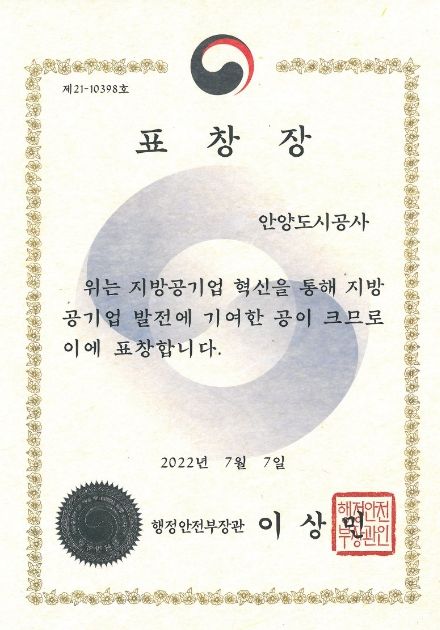 제21-10398호
표 창 장
안양도시공사
위는 지방공기업 혁신을 통해 지방
공기업 발전에 기여한 공이 크므로
이에 표창합니다.
2022년 7월 7일
행정안전부장관 이 상 민
행정안전
부장관인